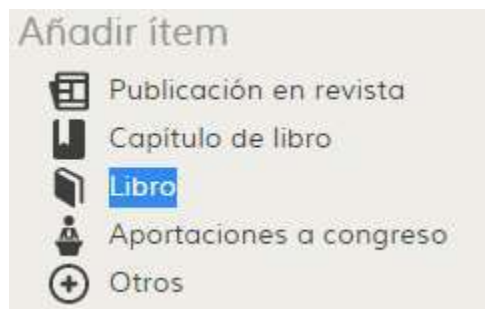 Añadir ítem
Publicación en revista
Capítulo de libro
Libro
Aportaciones a congreso
Otros